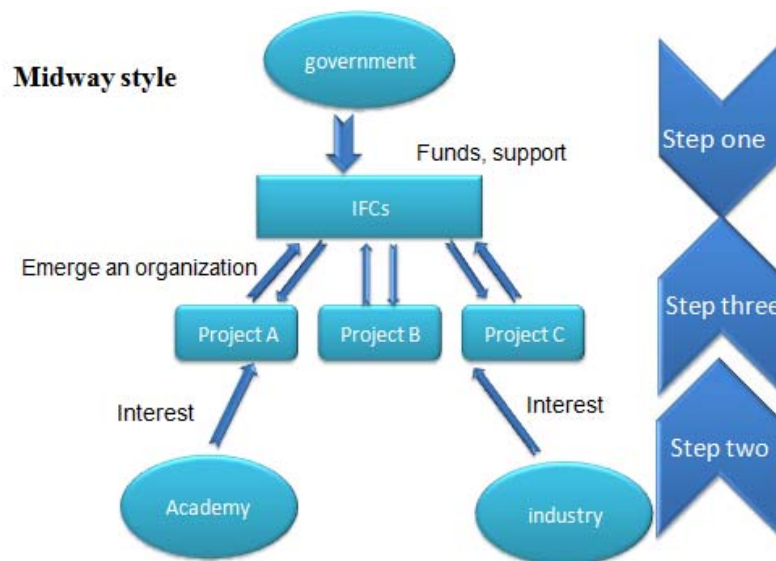 government
Midway style
Step one
Funds, support
IFCs
Emerge an organization
Step three
Project A
Project B
Project C
Interest
Interest
Step two
Academy
industry